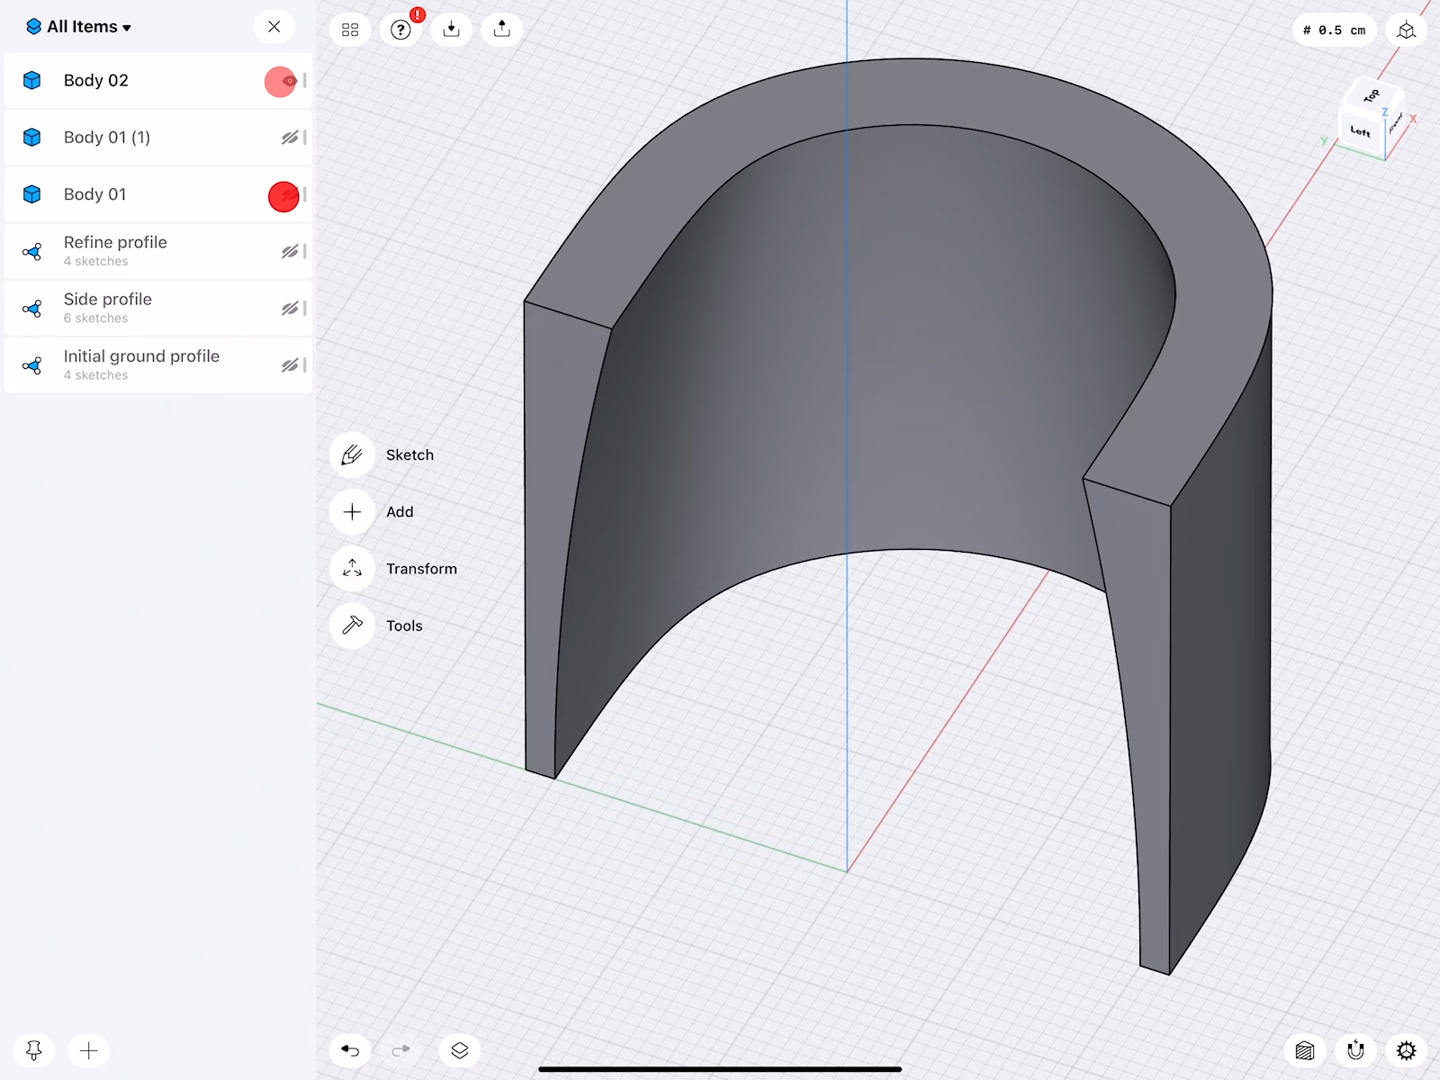 All Items
Body 02
Body 01 (1)
Body 01
Refine profile
4 sketches
Side profile
6 sketches
Initial ground profile
4 sketches
?
!
# 0.5 cm
Top
Z
X
Left
Y
Sketch
Add
Transform
Tools